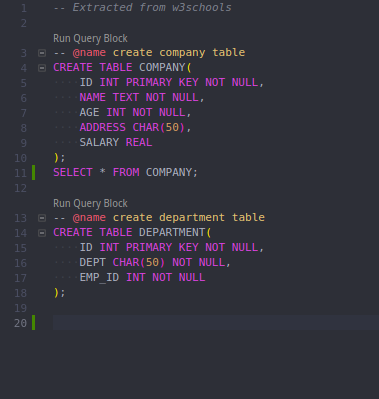 1 -- Extracted from w3schools
2
Run Query Block
3 -- @name create company table
4 CREATE TABLE COMPANY(
5 ID INT PRIMARY KEY NOT NULL,
6 NAME TEXT NOT NULL,
7 AGE INT NOT NULL,
8 ADDRESS CHAR(50),
9 SALARY REAL
10 );
11 SELECT * FROM COMPANY;
12
Run Query Block
13 -- @name create department table
14 CREATE TABLE DEPARTMENT(
15 ID INT PRIMARY KEY NOT NULL,
16 DEPT CHAR(50) NOT NULL,
17 EMP_ID INT NOT NULL
18 );
19
20